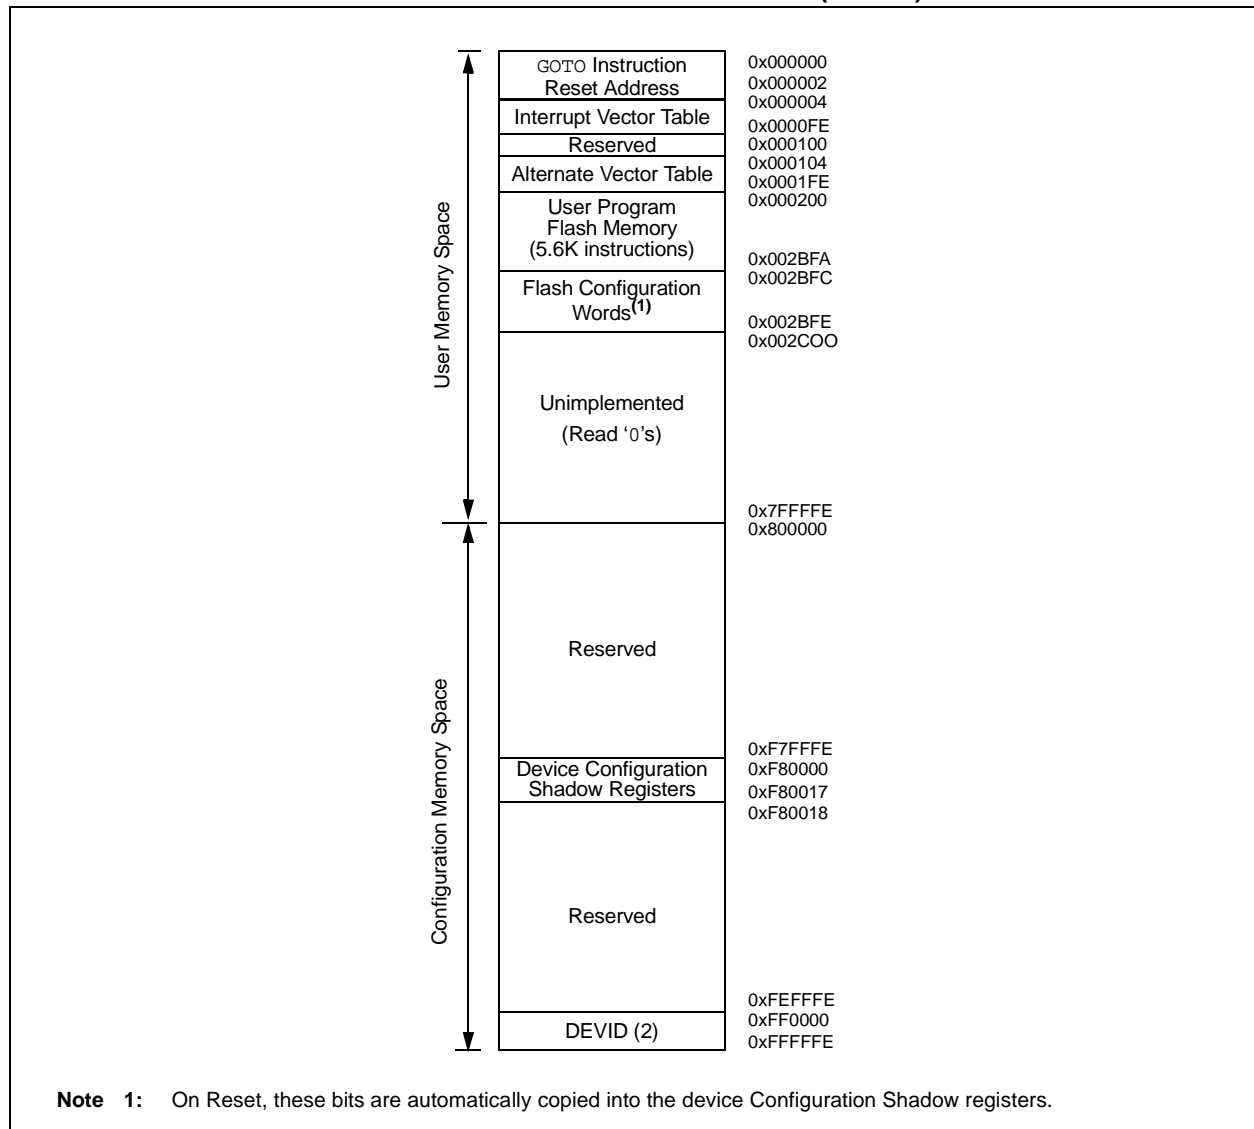 GOTO Instruction
Reset Address
0x000000
0x000002
0x000004
Interrupt Vector Table
0x0000FE
Reserved
0x000100
0x000104
Alternate Vector Table
0x0001FE
0x000200
User Program
Flash Memory
(5.6K instructions)
0x002BFA
0x002BFC
Flash Configuration
Words(1)
0x002BFE
0x002COO
User Memory Space
Unimplemented
(Read ‘0’s)
0x7FFFFE
0x800000
Reserved
Configuration Memory Space
0xF7FFFE
Device Configuration
Shadow Registers
0xF80000
0xF80017
0xF80018
Reserved
0xFEFFFE
0xFF0000
DEVID (2)
0xFFFFFE
Note 1: On Reset, these bits are automatically copied into the device Configuration Shadow registers.